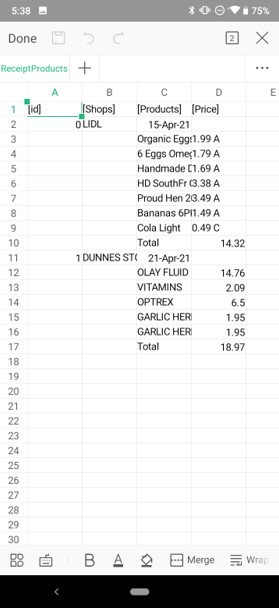 5:38 75%
Done 2
ReceiptProducts
A B C D
1 [id] [Shops] [Products] [Price]
2 0 LIDL 15-Apr-21
3 Organic Egg 1.99 A
4 6 Eggs Ome 1.79 A
5 Handmade 1.69 A
6 HD SouthFr 3.38 A
7 Proud Hen 2 3.49 A
8 Bananas 6P 1.49 A
9 Cola Light 0.49 C
10 Total 14.32
11 1 DUNNES ST 21-Apr-21
12 OLAY FLUID 14.76
13 VITAMINS 2.09
14 OPTREX 6.5
15 GARLIC HER 1.95
16 GARLIC HER 1.95
17 Total 18.97
18
19
20
21
22
23
24
25
26
27
28
29
30
B A Merge Wrap